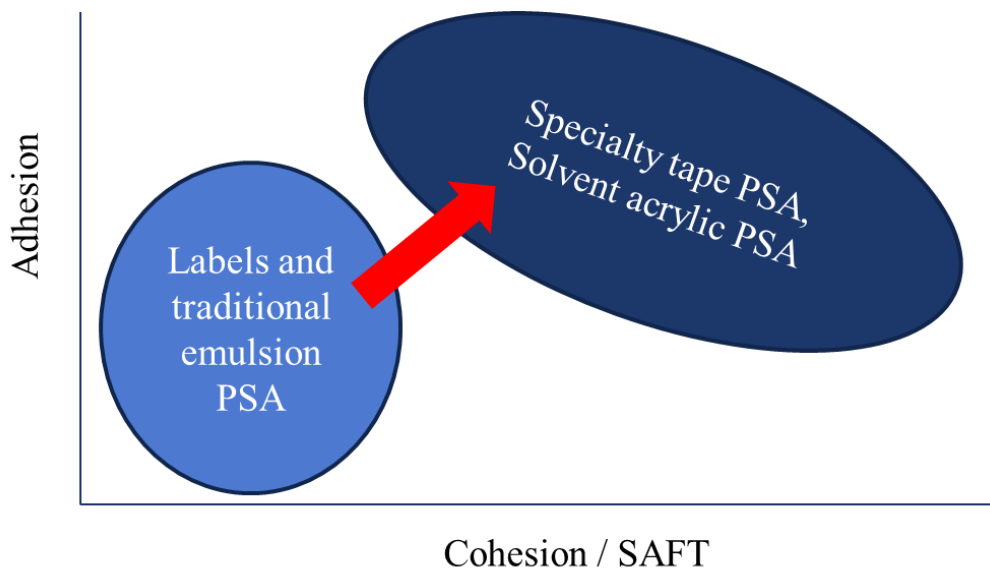 Adhesion
Specialty tape PSA,
Solvent acrylic PSA
Labels and
traditional
emulsion
PSA
Cohesion / SAFT